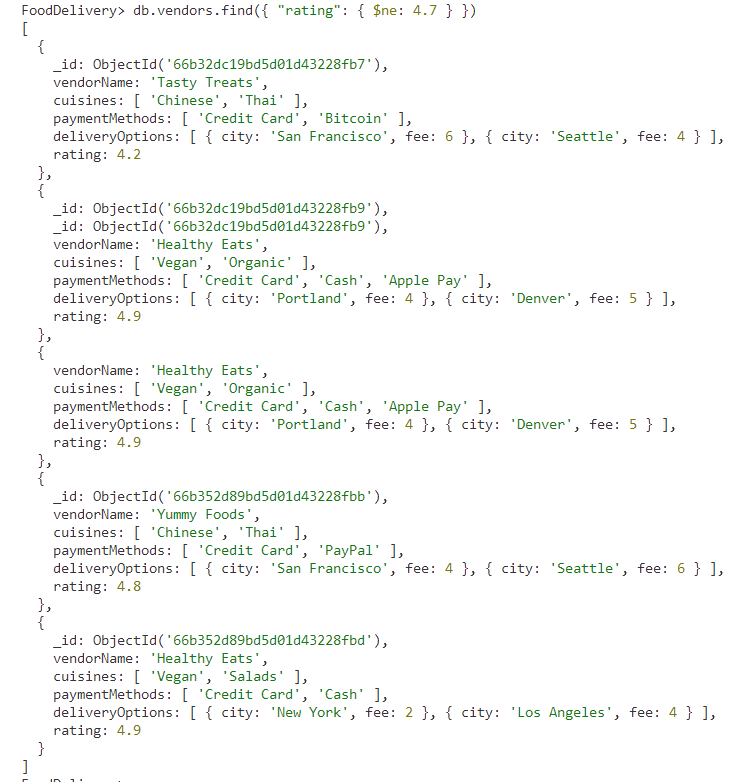 FoodDelivery> db.vendors.find({ "rating": { $ne: 4.7 } })
[
  {
    _id: ObjectId('66b32dc19bd5d01d43228fb7'),
    vendorName: 'Tasty Treats',
    cuisines: [ 'Chinese', 'Thai' ],
    paymentMethods: [ 'Credit Card', 'Bitcoin' ],
    deliveryOptions: [ { city: 'San Francisco', fee: 6 }, { city: 'Seattle', fee: 4 } ],
    rating: 4.2
  },
  {
    _id: ObjectId('66b32dc19bd5d01d43228fb9'),
    _id: ObjectId('66b32dc19bd5d01d43228fb9'),
    vendorName: 'Healthy Eats',
    cuisines: [ 'Vegan', 'Organic' ],
    paymentMethods: [ 'Credit Card', 'Cash', 'Apple Pay' ],
    deliveryOptions: [ { city: 'Portland', fee: 4 }, { city: 'Denver', fee: 5 } ],
    rating: 4.9
  },
  {
    vendorName: 'Healthy Eats',
    cuisines: [ 'Vegan', 'Organic' ],
    paymentMethods: [ 'Credit Card', 'Cash', 'Apple Pay' ],
    deliveryOptions: [ { city: 'Portland', fee: 4 }, { city: 'Denver', fee: 5 } ],
    rating: 4.9
  },
  {
    _id: ObjectId('66b352d89bd5d01d43228fbb'),
    vendorName: 'Yummy Foods',
    cuisines: [ 'Chinese', 'Thai' ],
    paymentMethods: [ 'Credit Card', 'PayPal' ],
    deliveryOptions: [ { city: 'San Francisco', fee: 4 }, { city: 'Seattle', fee: 6 } ],
    rating: 4.8
  },
  {
    _id: ObjectId('66b352d89bd5d01d43228fbd'),
    vendorName: 'Healthy Eats',
    cuisines: [ 'Vegan', 'Salads' ],
    paymentMethods: [ 'Credit Card', 'Cash' ],
    deliveryOptions: [ { city: 'New York', fee: 2 }, { city: 'Los Angeles', fee: 4 } ],
    rating: 4.9
  }
]